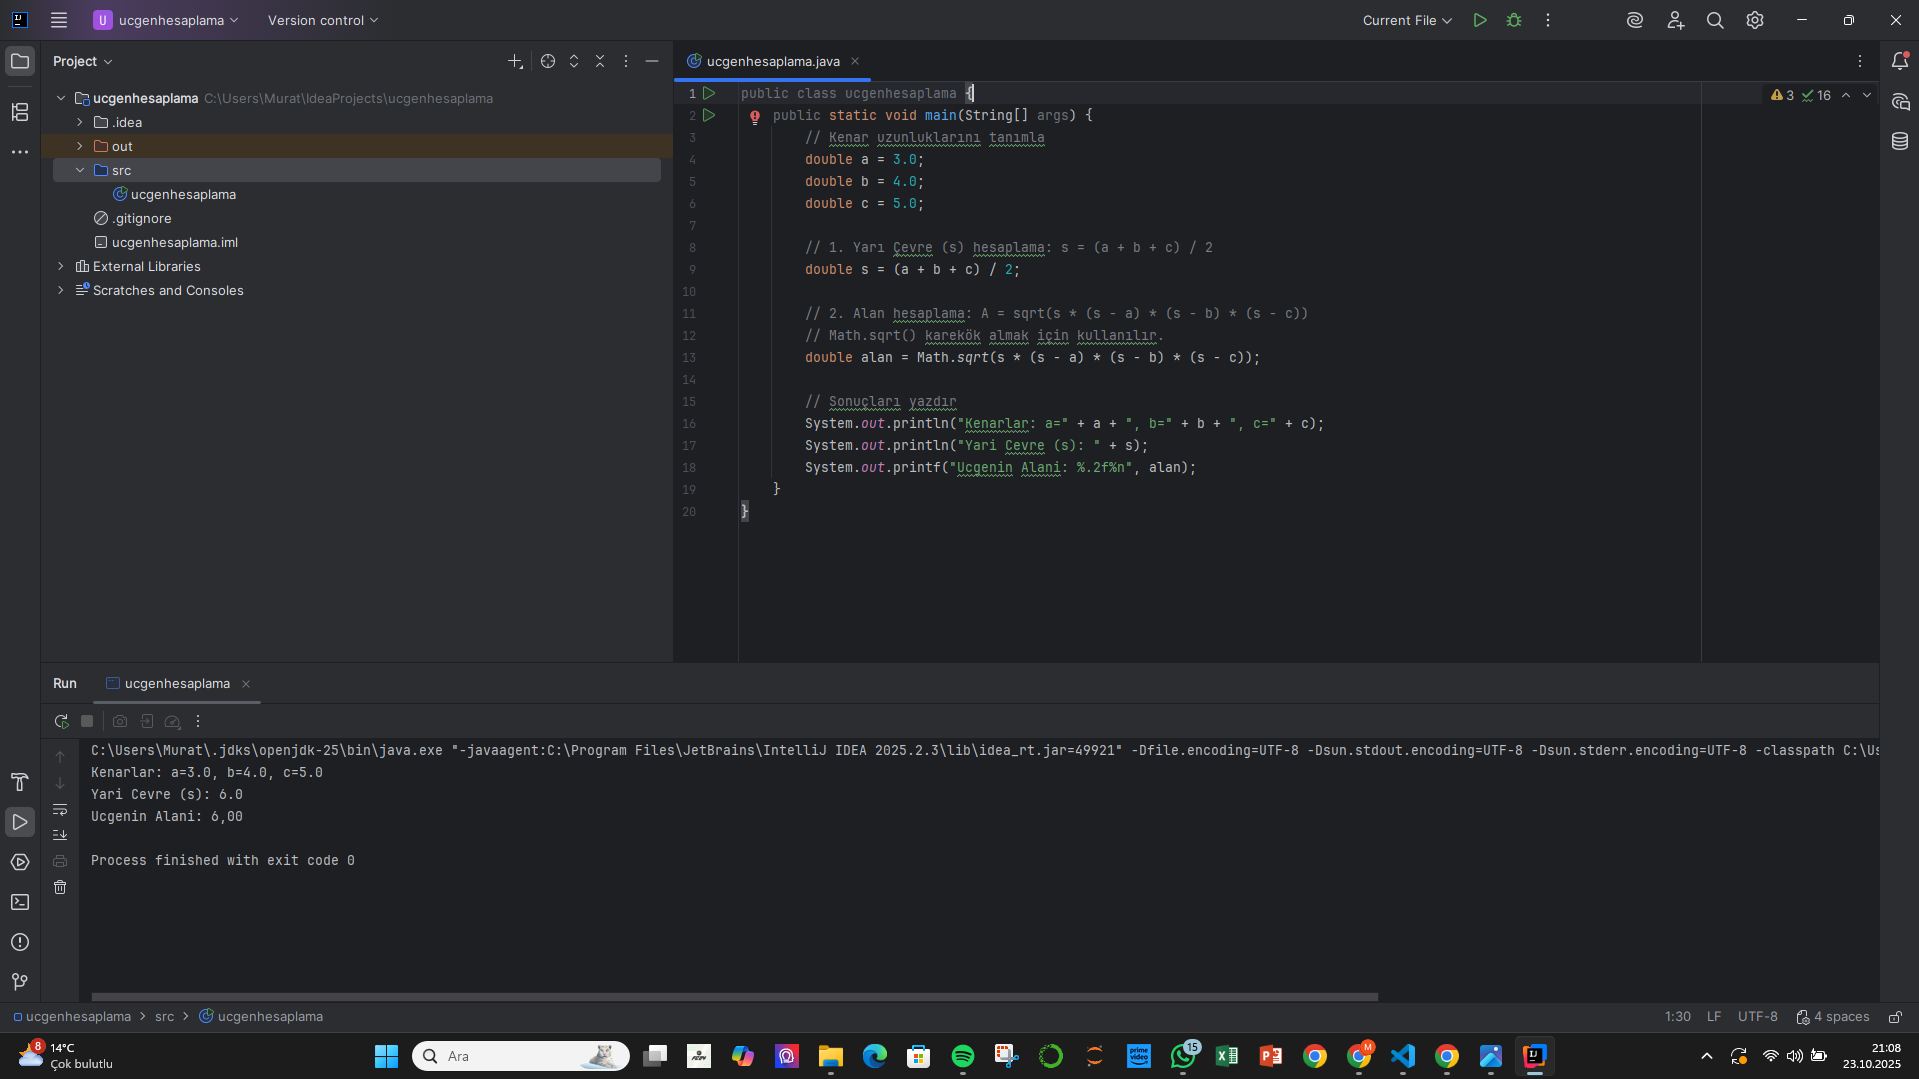 U ucgenhesaplama Version control Current File
Project
ucgenhesaplama C:\Users\Murat\IdeaProjects\ucgenhesaplama
.idea
out
src
ucgenhesaplama
.gitignore
ucgenhesaplama.iml
External Libraries
Scratches and Consoles
ucgenhesaplama.java
3 16
1 public class ucgenhesaplama {
2 public static void main(String[] args) {
3 // Kenar uzunluklarını tanımla
4 double a = 3.0;
5 double b = 4.0;
6 double c = 5.0;
7
8 // 1. Yarı Çevre (s) hesaplama: s = (a + b + c) / 2
9 double s = (a + b + c) / 2;
10
11 // 2. Alan hesaplama: A = sqrt(s * (s - a) * (s - b) * (s - c))
12 // Math.sqrt() karekök almak için kullanılır.
13 double alan = Math.sqrt(s * (s - a) * (s - b) * (s - c));
14
15 // Sonuçları yazdır
16 System.out.println("Kenarlar: a=" + a + ", b=" + b + ", c=" + c);
17 System.out.println("Yari Cevre (s): " + s);
18 System.out.printf("Ucgenin Alani: %.2f%n", alan);
19 }
20 }
Run ucgenhesaplama
C:\Users\Murat\.jdks\openjdk-25\bin\java.exe "-javaagent:C:\Program Files\JetBrains\IntelliJ IDEA 2025.2.3\lib\idea_rt.jar=49921" -Dfile.encoding=UTF-8 -Dsun.stdout.encoding=UTF-8 -Dsun.stderr.encoding=UTF-8 -classpath C:\Us
Kenarlar: a=3.0, b=4.0, c=5.0
Yari Cevre (s): 6.0
Ucgenin Alani: 6,00
Process finished with exit code 0
ucgenhesaplama > src > ucgenhesaplama 1:30 LF UTF-8 4 spaces
8 14°C
Çok bulutlu
Ara
prime video
15
M
21:08
23.10.2025